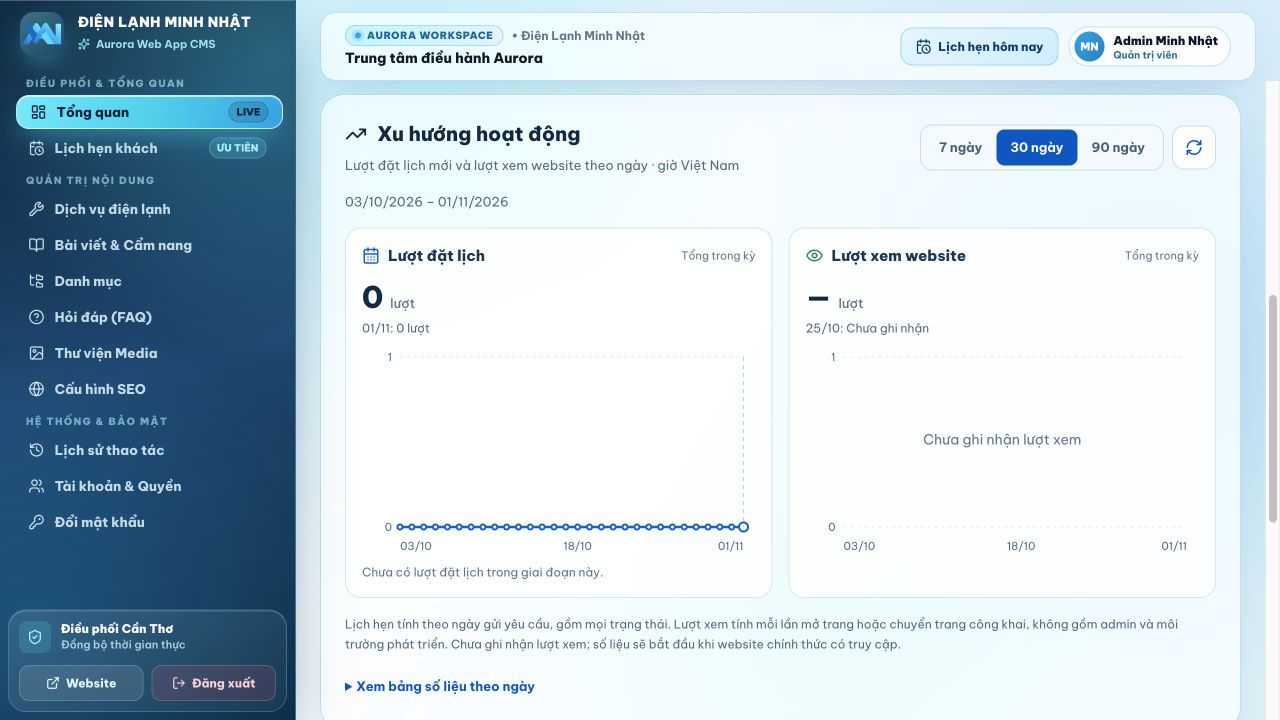 ĐIỆN LẠNH MINH NHẬT
Aurora Web App CMS
ĐIỀU PHỐI & TỔNG QUAN
Tổng quan
LIVE
Lịch hẹn khách
ƯU TIÊN
QUẢN TRỊ NỘI DUNG
Dịch vụ điện lạnh
Bài viết & Cẩm nang
Danh mục
Hỏi đáp (FAQ)
Thư viện Media
Cấu hình SEO
HỆ THỐNG & BẢO MẬT
Lịch sử thao tác
Tài khoản & Quyền
Đổi mật khẩu
Điều phối Cần Thơ
Đồng bộ thời gian thực
Website
Đăng xuất
AURORA WORKSPACE • Điện Lạnh Minh Nhật
Trung tâm điều hành Aurora
Lịch hẹn hôm nay
MN
Admin Minh Nhật
Quản trị viên
Xu hướng hoạt động
Lượt đặt lịch mới và lượt xem website theo ngày · giờ Việt Nam
7 ngày
30 ngày
90 ngày
03/10/2026 – 01/11/2026
Lượt đặt lịch
Tổng trong kỳ
0 lượt
01/11: 0 lượt
1
0
03/10
18/10
01/11
Chưa có lượt đặt lịch trong giai đoạn này.
Lượt xem website
Tổng trong kỳ
– lượt
25/10: Chưa ghi nhận
1
Chưa ghi nhận lượt xem
0
03/10
18/10
01/11
Lịch hẹn tính theo ngày gửi yêu cầu, gồm mọi trạng thái. Lượt xem tính mỗi lần mở trang hoặc chuyển trang công khai, không gồm admin và môi
trường phát triển. Chưa ghi nhận lượt xem; số liệu sẽ bắt đầu khi website chính thức có truy cập.
Xem bảng số liệu theo ngày